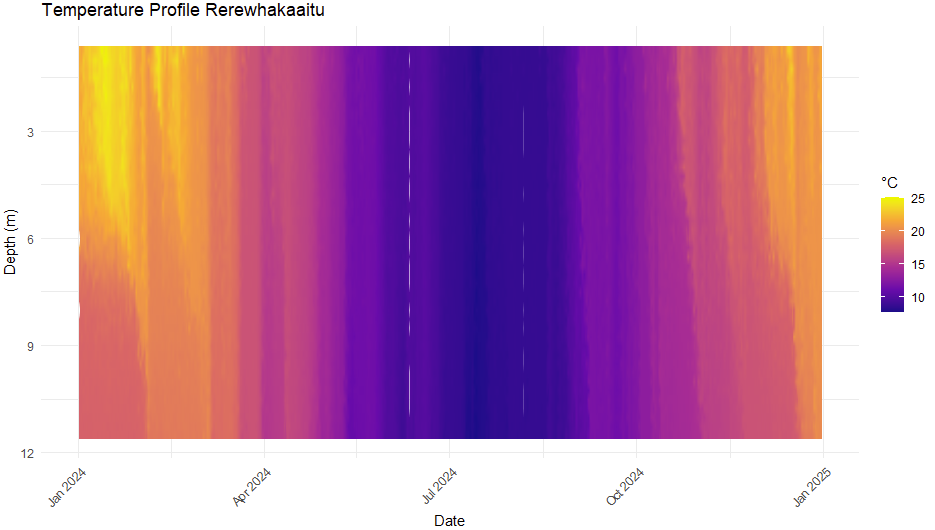 Temperature Profile Rerewhakaaitu
Depth (m)
3
6
9
12
Jan 2024
Apr 2024
Jul 2024
Oct 2024
Jan 2025
Date
°C
25
20
15
10